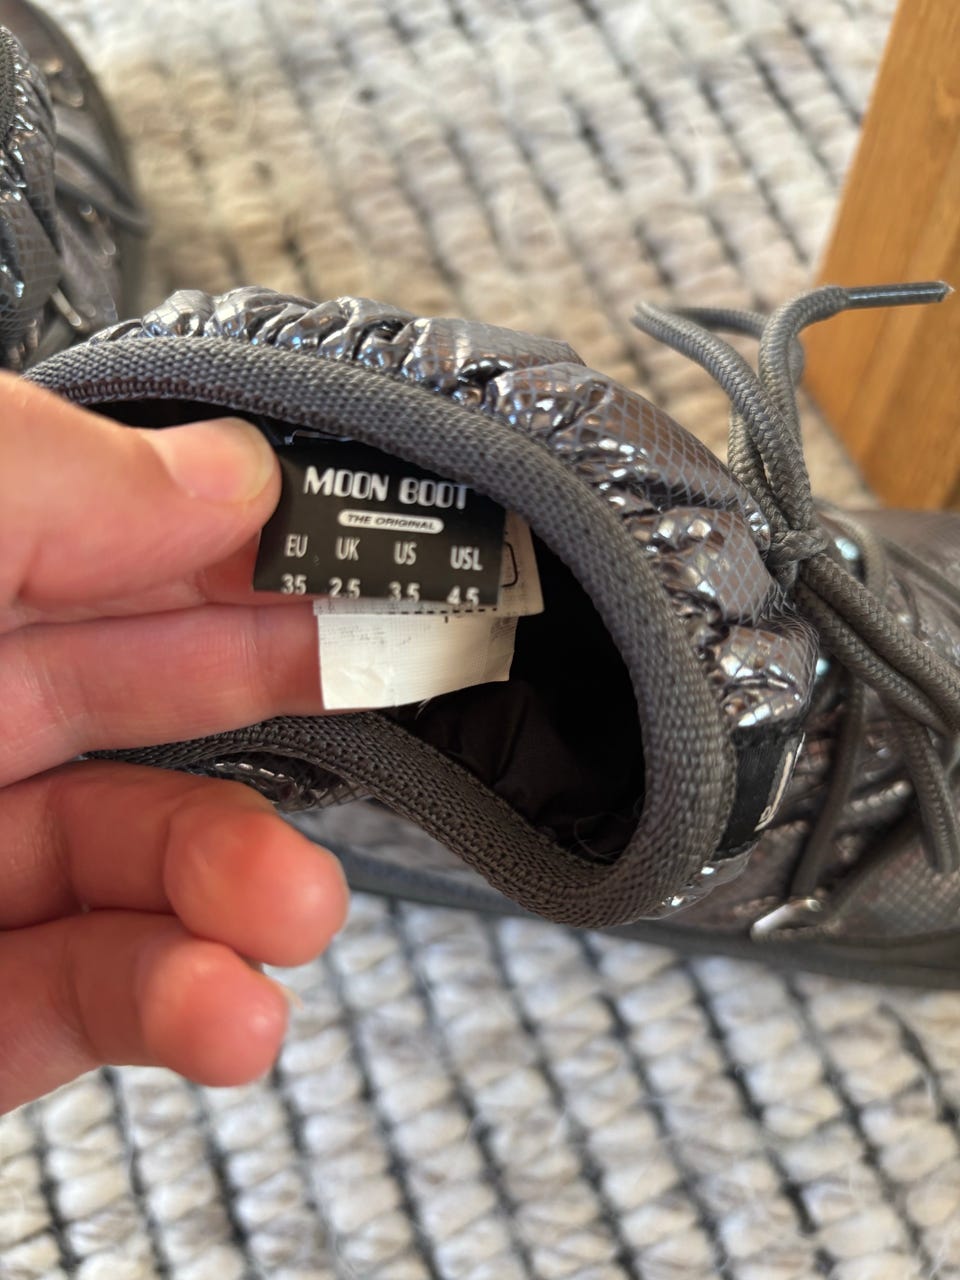 MOON BOOT
THE ORIGINAL
EU UK US USL
35 2.5 3.5 4.5